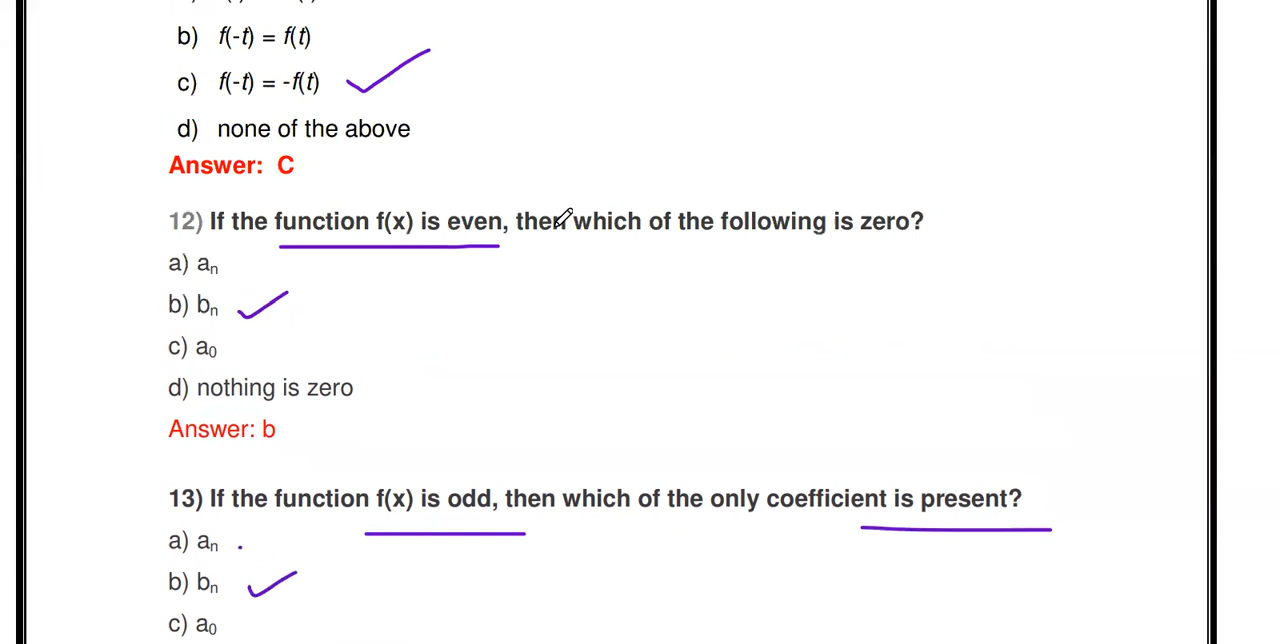 b) f(-t) = f(t)
c) f(-t) = -f(t)
d) none of the above
Answer: C
12) If the function f(x) is even, then which of the following is zero?
a) aₙ
b) bₙ
c) a₀
d) nothing is zero
Answer: b
13) If the function f(x) is odd, then which of the only coefficient is present?
a) aₙ
b) bₙ
c) a₀